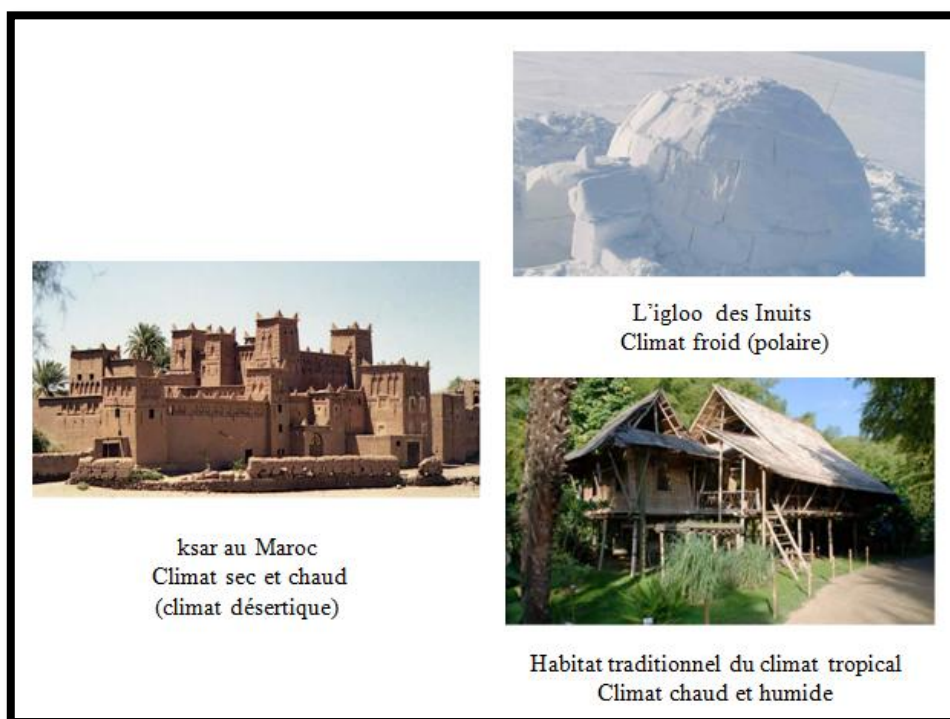 L'igloo des Inuits
Climat froid (polaire)
ksar au Maroc
Climat sec et chaud
(climat désertique)
Habitat traditionnel du climat tropical
Climat chaud et humide